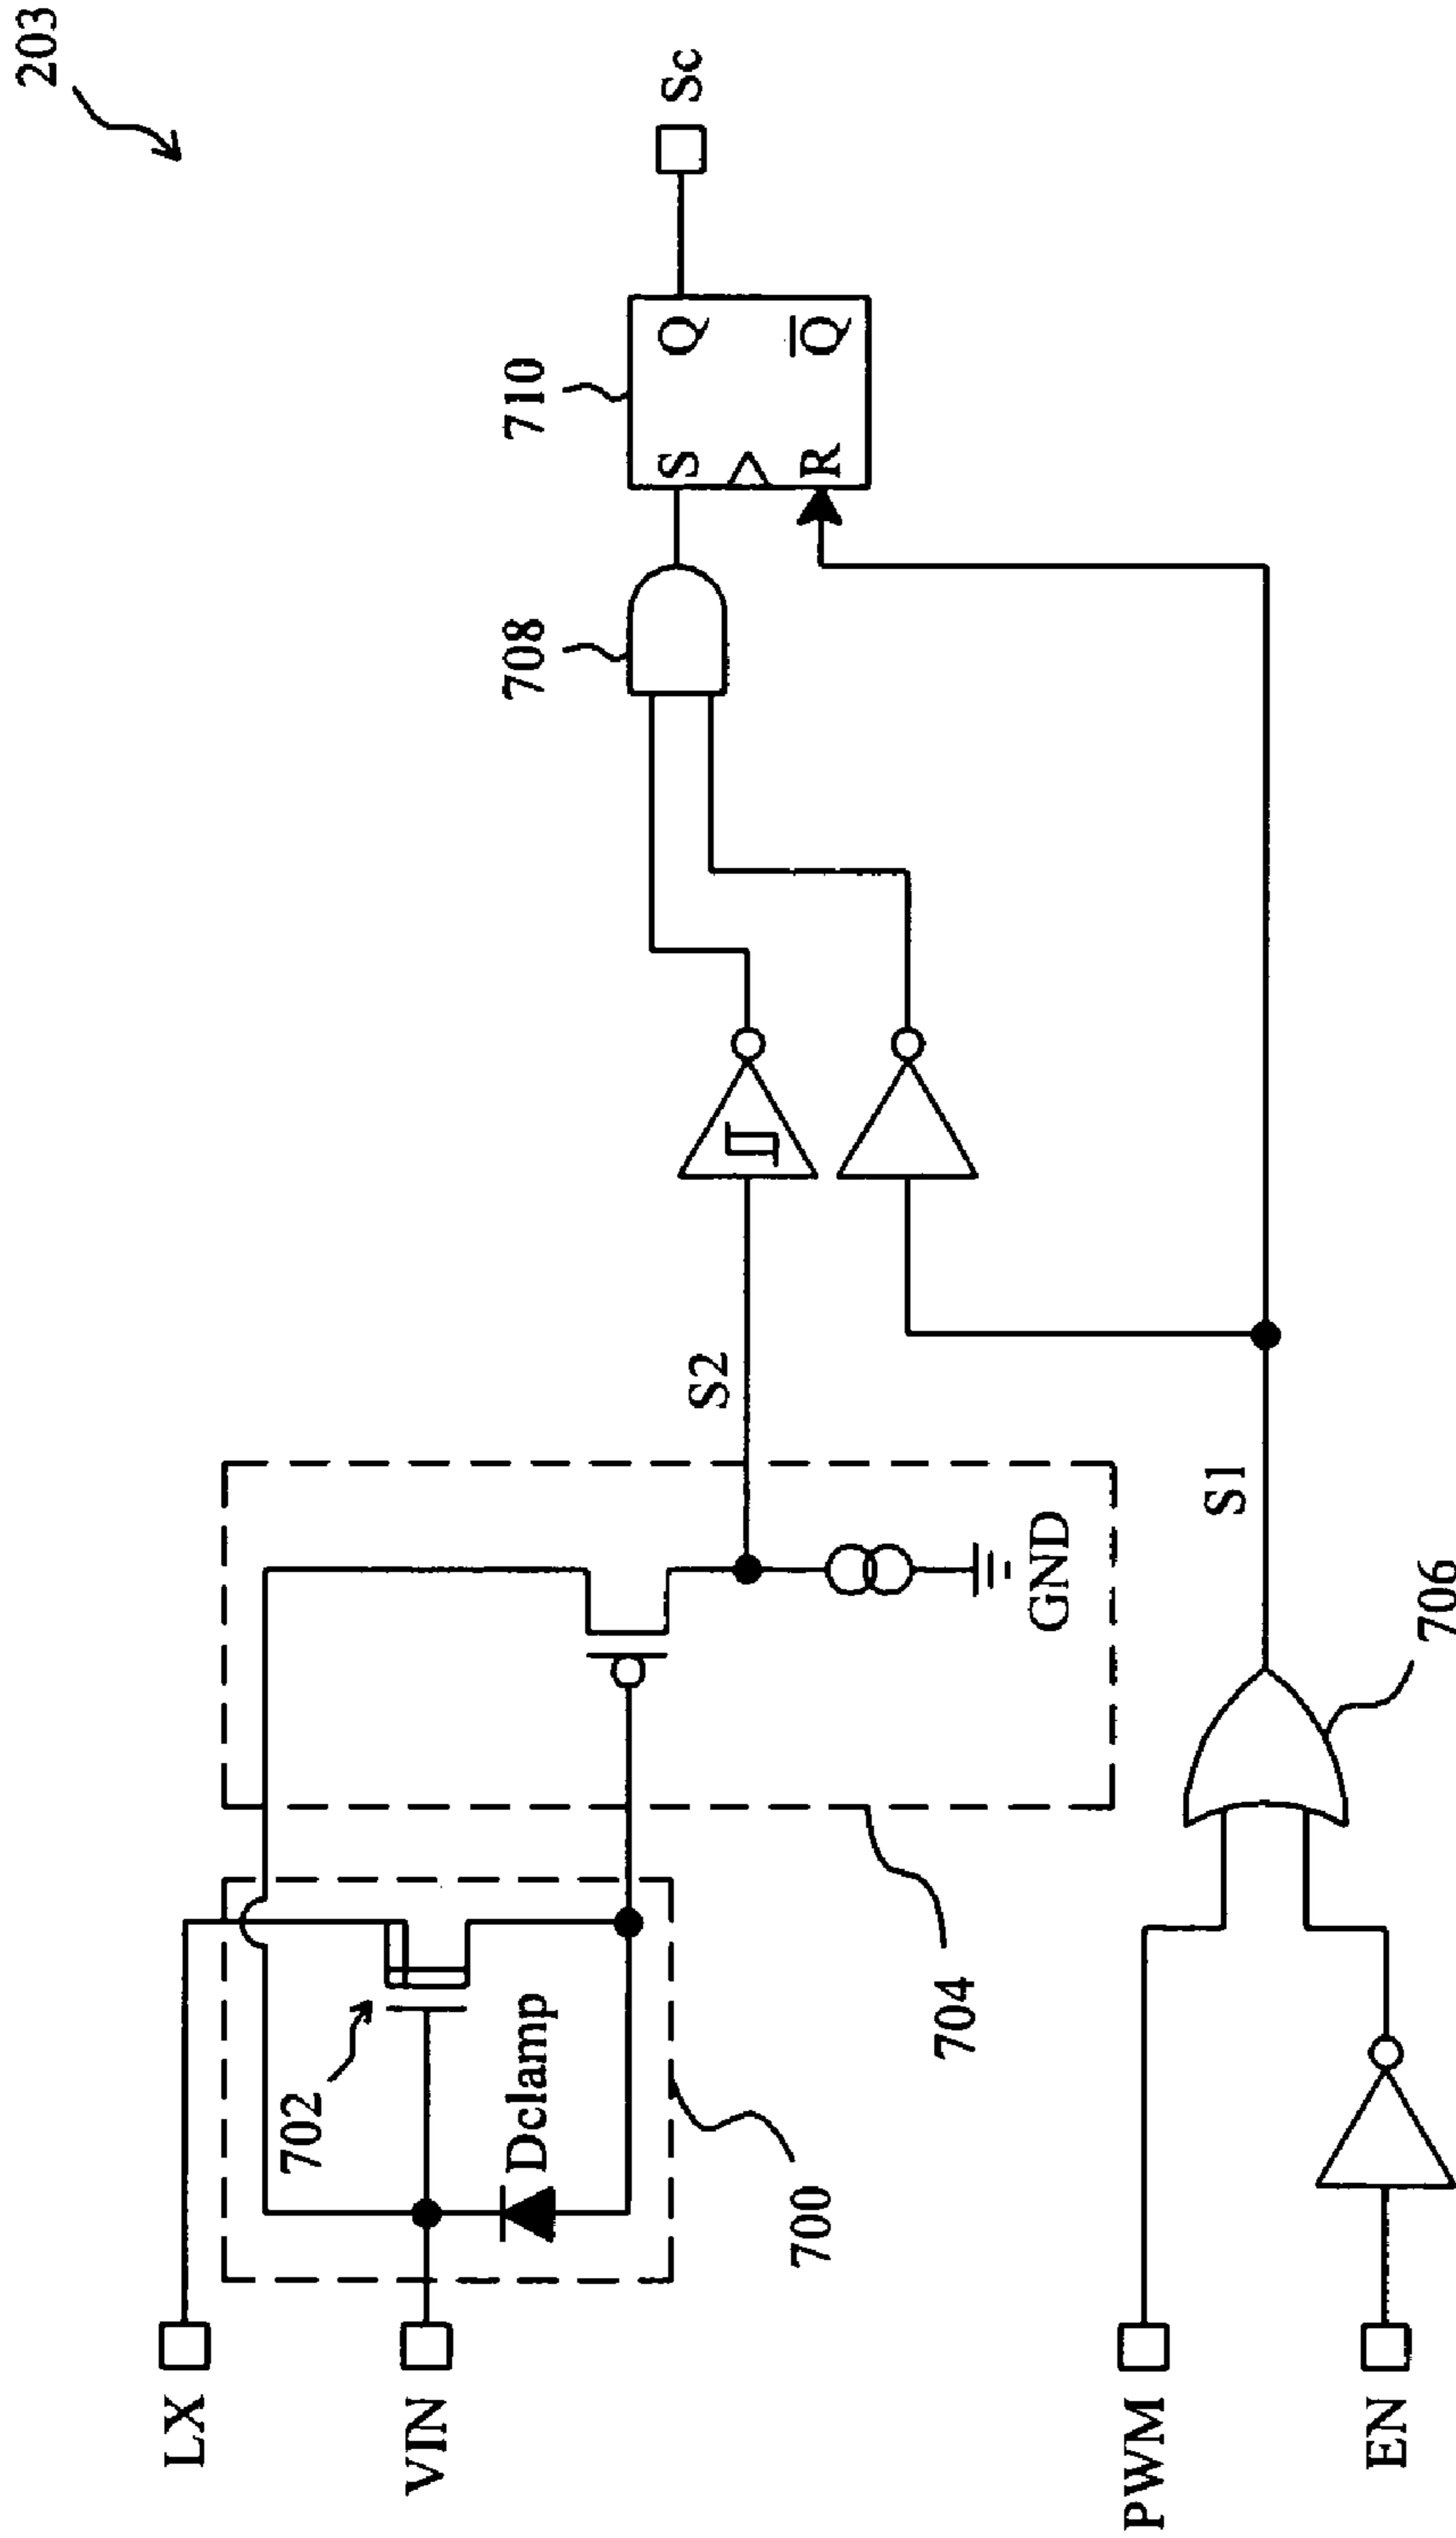 203
LX
VIN
702
Dclamp
700
704
GND
S2
708
710
S
R
Q
Q̅
Sc
PWM
EN
706
S1